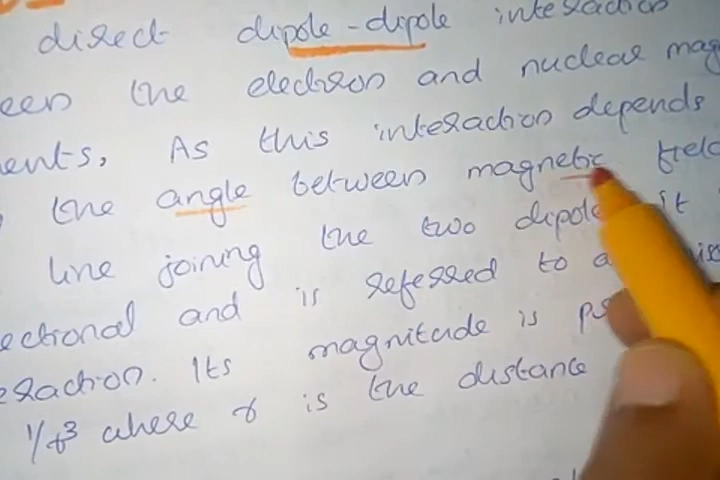 direct dipole-dipole interaction
een the electron and nuclear mag
ents, As this interaction depends
the angle between magnetic field
line joining the two dipole it
ectional and is referred to a
eraction. Its magnitude is p
1/r3 where r is the distance